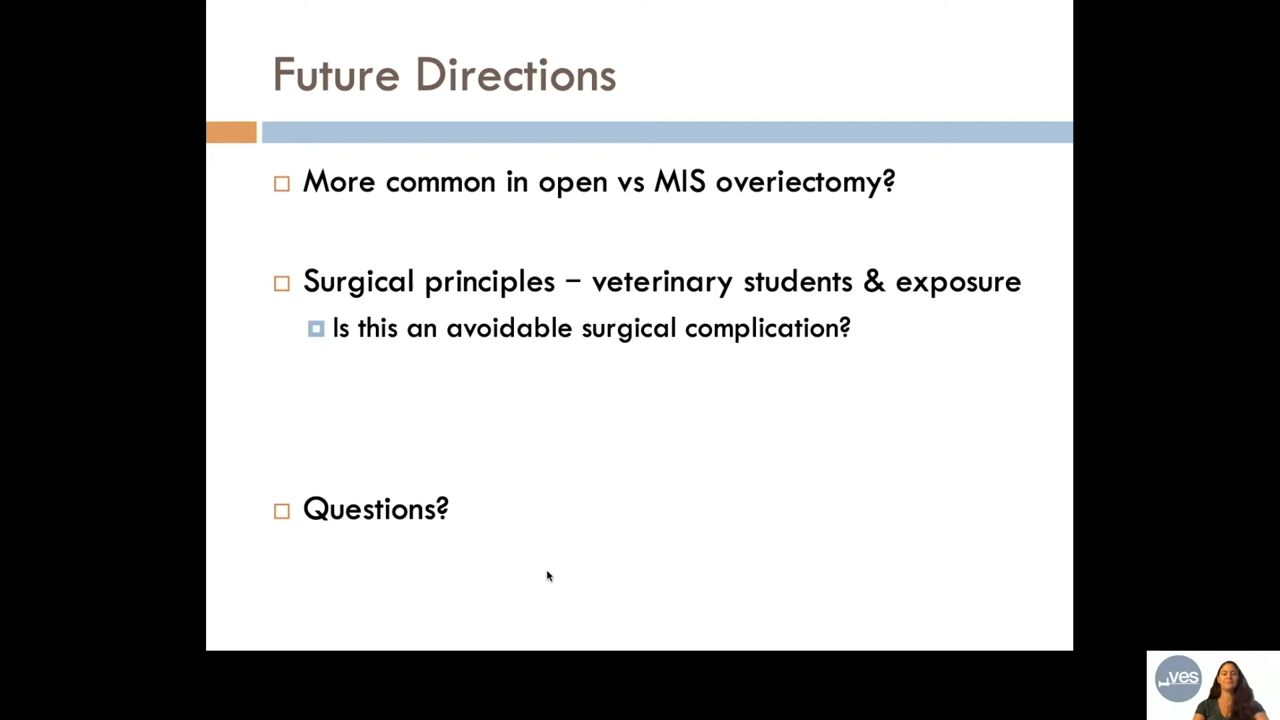 Future Directions
More common in open vs MIS overiectomy?
Surgical principles – veterinary students & exposure
Is this an avoidable surgical complication?
Questions?
ves